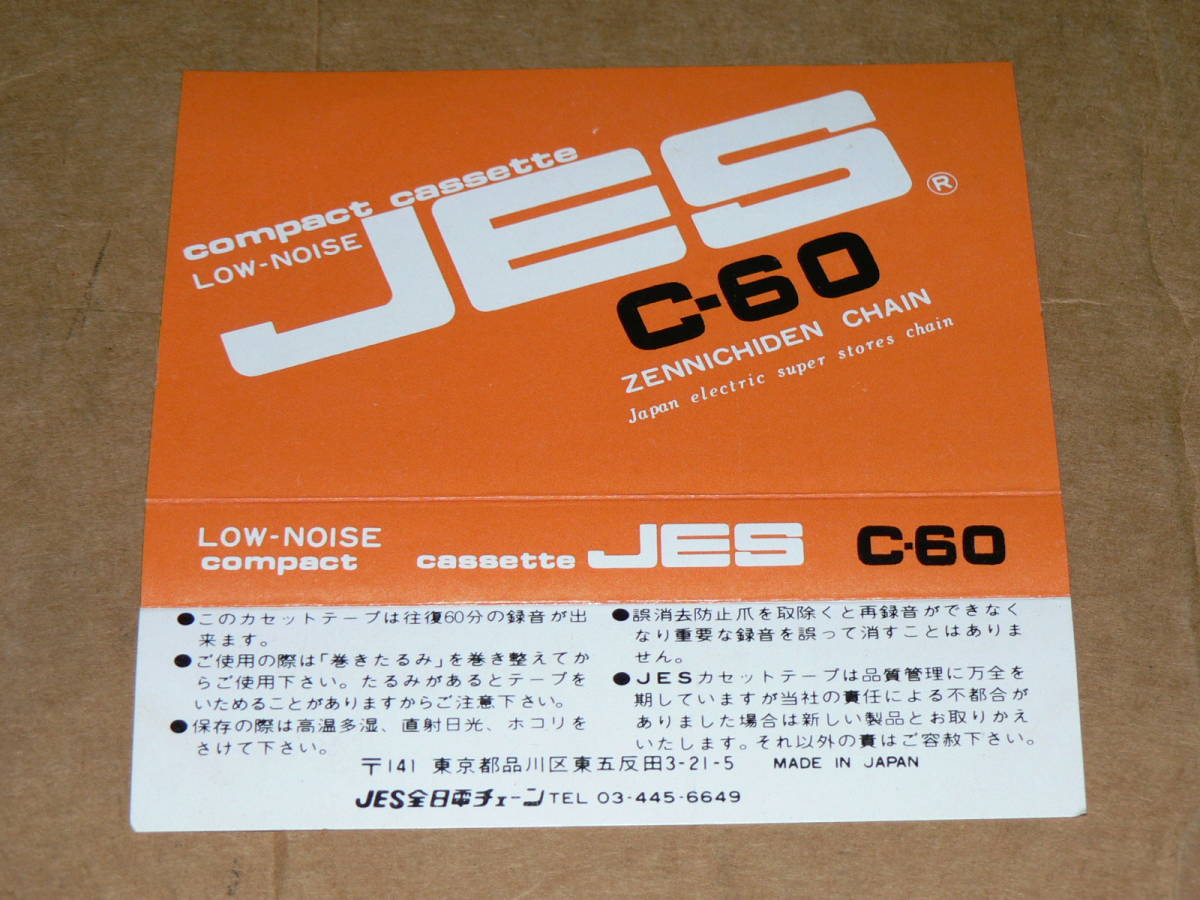 compact cassette
LOW-NOISE
JES®
C-60
ZENNICHIDEN CHAIN
Japan electric super stores chain
LOW-NOISE
compact cassette JES C-60
●このカセットテープは往復60分の録音が出
来ます。
●ご使用の際は「巻きたるみ」を巻き整えてか
らご使用下さい。たるみがあるとテープを
いためることがありますからご注意下さい。
●保存の際は高温多湿、直射日光、ホコリを
さけて下さい。
●誤消去防止爪を取除くと再録音ができなく
なり重要な録音を誤って消すことはありま
せん。
●JESカセットテープは品質管理に万全を
期していますが当社の責任による不都合が
ありました場合は新しい製品とお取りかえ
いたします。それ以外の責はご容赦下さい。
〒141 東京都品川区東五反田3-21-5 MADE IN JAPAN
JES全日電チェーン TEL 03-445-6649